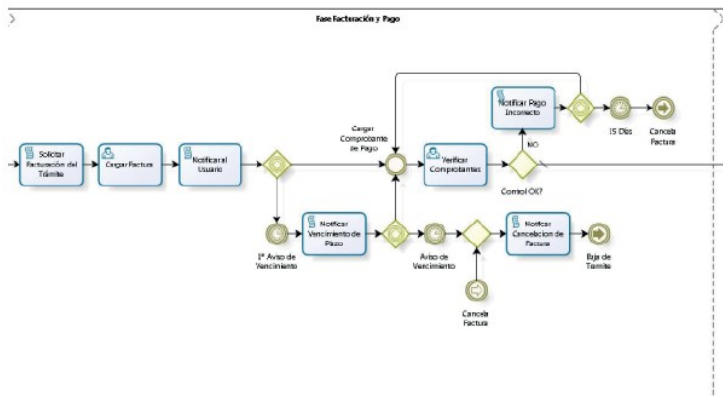 Fase Facturación y Pago
Solicitar
Facturación del
Trámite
Cargar Factura
Notificar al
Usuario
Cargar
Comprobante
de Pago
Verificar
Comprobantes
Notificar Pago
Incorrecto
NO
Control OK?
15 Días
Cancela
Factura
1º Aviso de
Vencimiento
Notificar
Vencimiento de
Plazo
Aviso de
Vencimiento
Cancela
Factura
Notificar
Cancelacion de
Factura
Baja de
Tramite